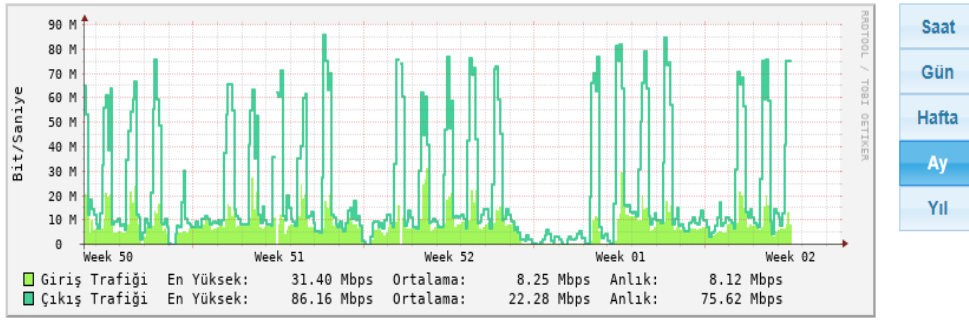 90 M
80 M
70 M
60 M
50 M
40 M
30 M
20 M
10 M
0
Bit/Saniye
Week 50 Week 51 Week 52 Week 01 Week 02
RRDTOOL / TOBI OETIKER
Giriş Trafiği En Yüksek: 31.40 Mbps Ortalama: 8.25 Mbps Anlık: 8.12 Mbps
Çıkış Trafiği En Yüksek: 86.16 Mbps Ortalama: 22.28 Mbps Anlık: 75.62 Mbps
Saat
Gün
Hafta
Ay
Yıl